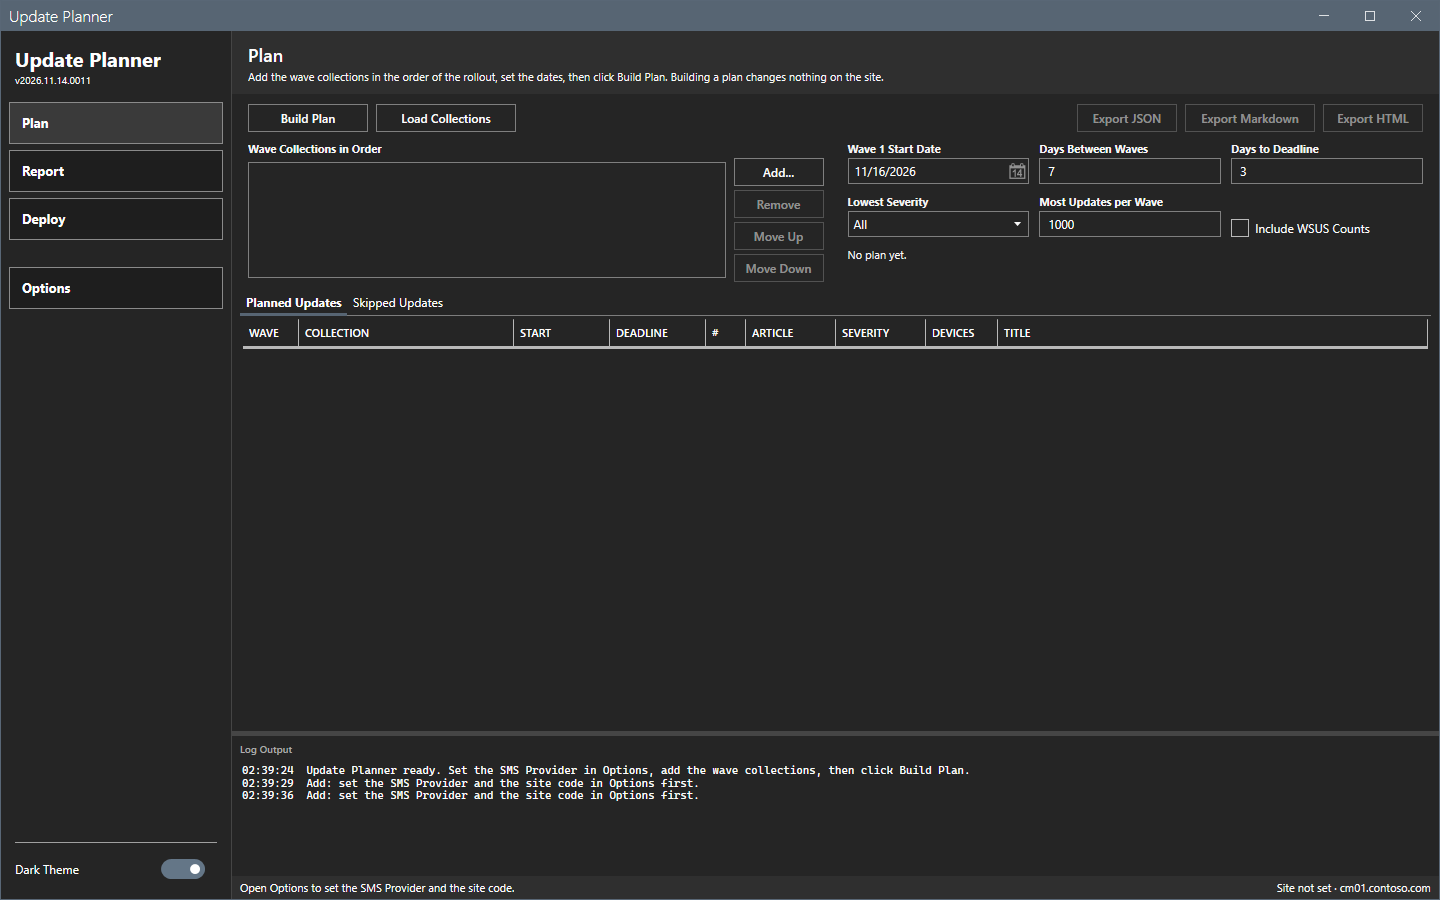 Update Planner
Update Planner
v2026.11.14.0011
Plan
Report
Deploy
Options
Dark Theme
Plan
Add the wave collections in the order of the rollout, set the dates, then click Build Plan. Building a plan changes nothing on the site.
Build Plan
Load Collections
Export JSON
Export Markdown
Export HTML
Wave Collections in Order
Add...
Remove
Move Up
Move Down
Wave 1 Start Date
Days Between Waves
Days to Deadline
11/16/2026
14
7
3
Lowest Severity
Most Updates per Wave
All
1000
Include WSUS Counts
No plan yet.
Planned Updates
Skipped Updates
WAVE
COLLECTION
START
DEADLINE
#
ARTICLE
SEVERITY
DEVICES
TITLE
Log Output
02:39:24 Update Planner ready. Set the SMS Provider in Options, add the wave collections, then click Build Plan.
02:39:29 Add: set the SMS Provider and the site code in Options first.
02:39:36 Add: set the SMS Provider and the site code in Options first.
Open Options to set the SMS Provider and the site code.
Site not set · cm01.contoso.com